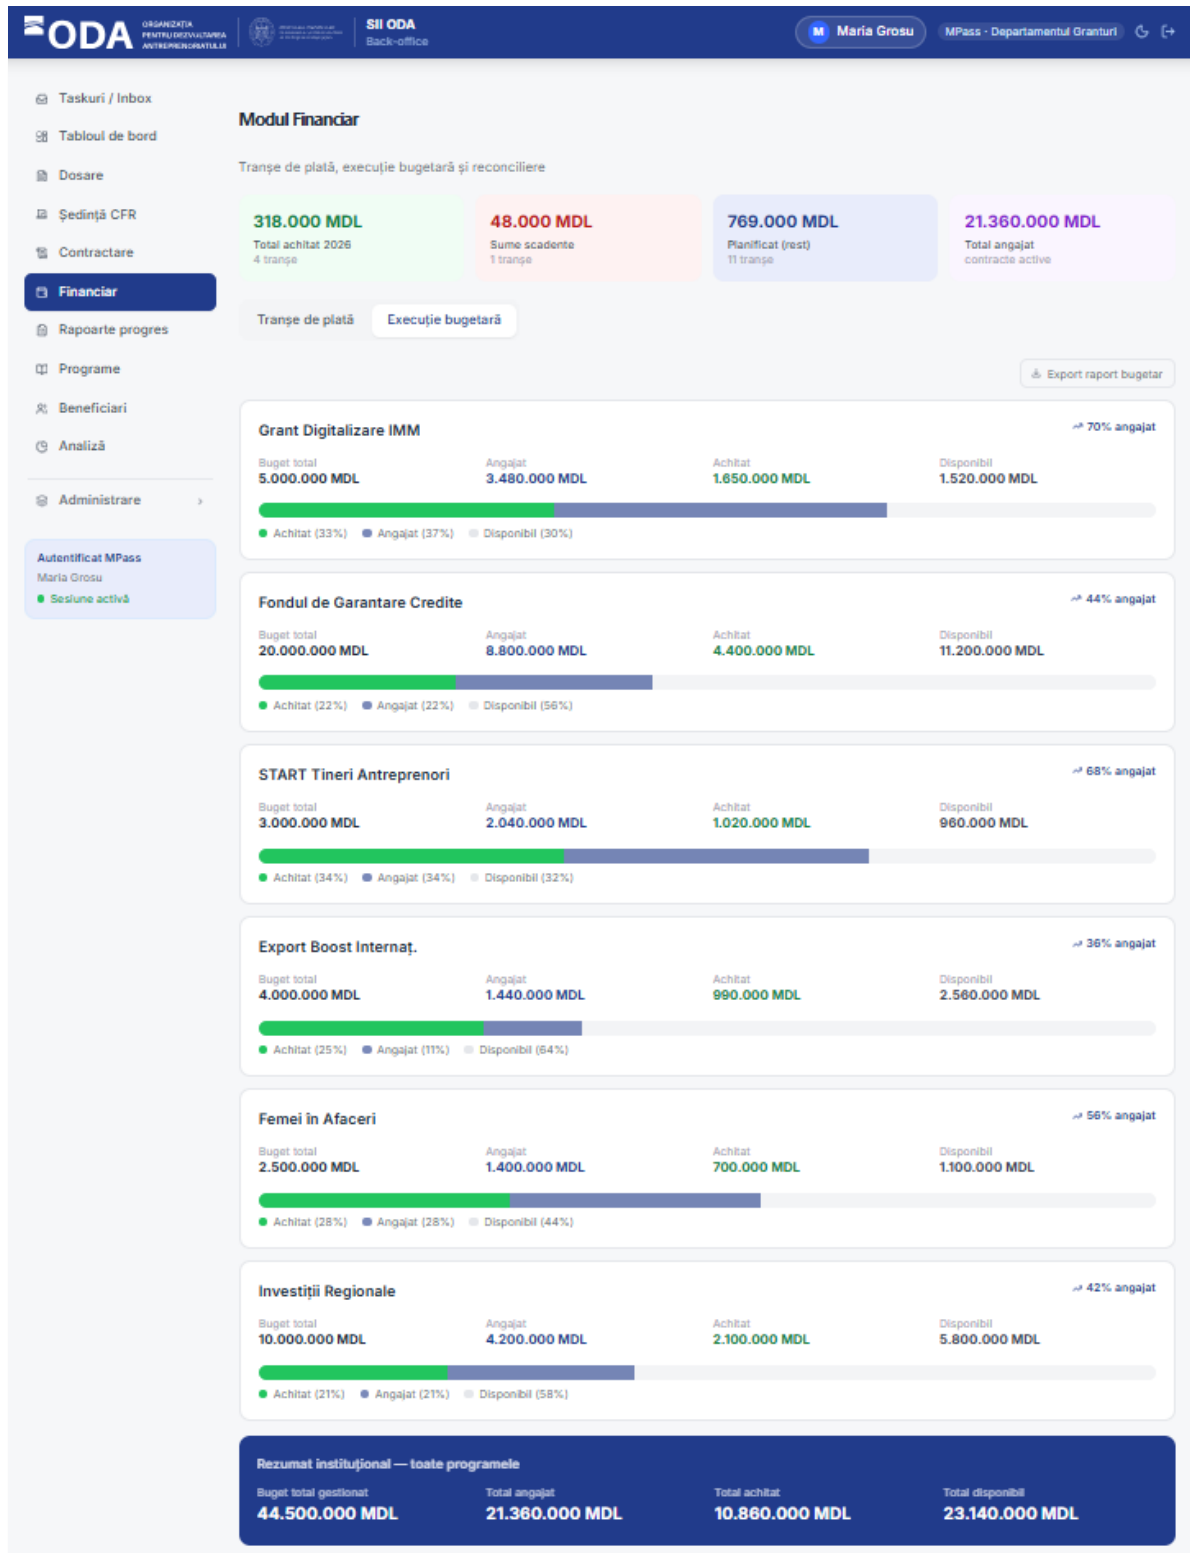 ODA
ORGANIZAȚIA
PENTRU DEZVOLTAREA
ANTREPRENORIATULUI
SII ODA
Back-office
M Maria Grosu
MPass · Departamentul Granturi
Taskuri / Inbox
Tabloul de bord
Dosare
Ședință CFR
Contractare
Financiar
Rapoarte progres
Programe
Beneficiari
Analiză
Administrare
Autentificat MPass
Maria Grosu
Sesiune activă
Modul Financiar
Tranșe de plată, execuție bugetară și reconciliere
318.000 MDL
Total achitat 2026
4 tranșe
48.000 MDL
Sume scadente
1 tranșe
769.000 MDL
Planificat (rest)
11 tranșe
21.360.000 MDL
Total angajat
contracte active
Tranșe de plată Execuție bugetară
Export raport bugetar
Grant Digitalizare IMM 70% angajat
Buget total Angajat Achitat Disponibil
5.000.000 MDL 3.480.000 MDL 1.650.000 MDL 1.520.000 MDL
Achitat (33%) Angajat (37%) Disponibil (30%)
Fondul de Garantare Credite 44% angajat
Buget total Angajat Achitat Disponibil
20.000.000 MDL 8.800.000 MDL 4.400.000 MDL 11.200.000 MDL
Achitat (22%) Angajat (22%) Disponibil (56%)
START Tineri Antreprenori 68% angajat
Buget total Angajat Achitat Disponibil
3.000.000 MDL 2.040.000 MDL 1.020.000 MDL 960.000 MDL
Achitat (34%) Angajat (34%) Disponibil (32%)
Export Boost Internaț. 36% angajat
Buget total Angajat Achitat Disponibil
4.000.000 MDL 1.440.000 MDL 990.000 MDL 2.560.000 MDL
Achitat (25%) Angajat (11%) Disponibil (64%)
Femei în Afaceri 56% angajat
Buget total Angajat Achitat Disponibil
2.500.000 MDL 1.400.000 MDL 700.000 MDL 1.100.000 MDL
Achitat (28%) Angajat (28%) Disponibil (44%)
Investiții Regionale 42% angajat
Buget total Angajat Achitat Disponibil
10.000.000 MDL 4.200.000 MDL 2.100.000 MDL 5.800.000 MDL
Achitat (21%) Angajat (21%) Disponibil (58%)
Rezumat instituțional — toate programele
Buget total gestionat Total angajat Total achitat Total disponibil
44.500.000 MDL 21.360.000 MDL 10.860.000 MDL 23.140.000 MDL